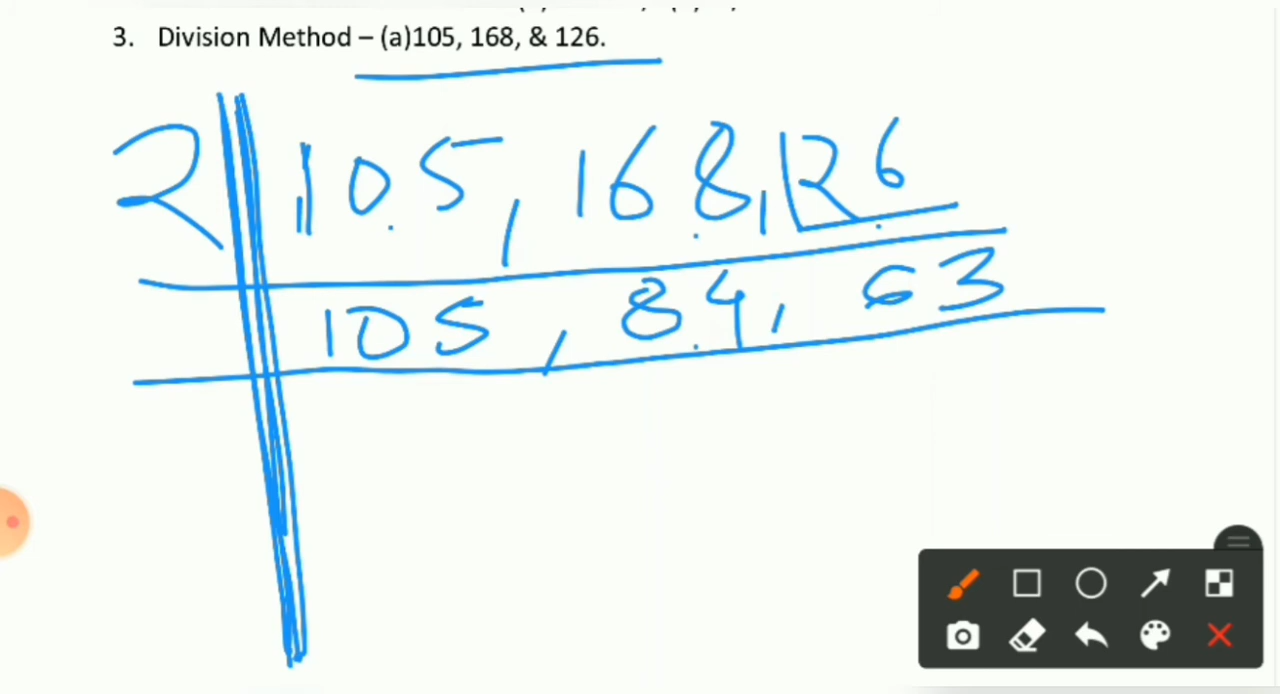 3. Division Method – (a)105, 168, & 126.
2 105, 168, 126
105, 84, 63